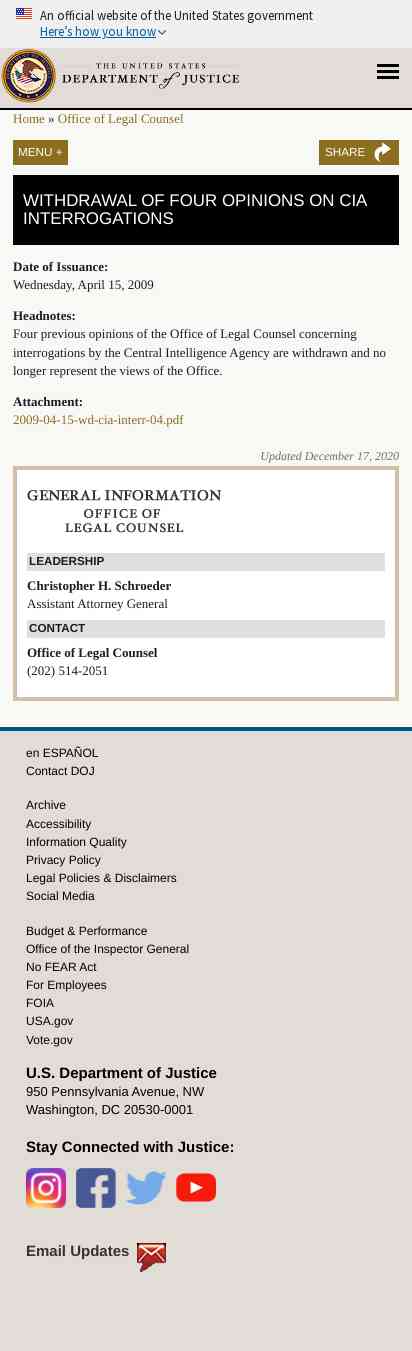 An official website of the United States government
Here's how you know
THE UNITED STATES
DEPARTMENT of JUSTICE
Home » Office of Legal Counsel
MENU +
SHARE
WITHDRAWAL OF FOUR OPINIONS ON CIA
INTERROGATIONS
Date of Issuance:
Wednesday, April 15, 2009
Headnotes:
Four previous opinions of the Office of Legal Counsel concerning
interrogations by the Central Intelligence Agency are withdrawn and no
longer represent the views of the Office.
Attachment:
2009-04-15-wd-cia-interr-04.pdf
Updated December 17, 2020
GENERAL INFORMATION
OFFICE OF
LEGAL COUNSEL
LEADERSHIP
Christopher H. Schroeder
Assistant Attorney General
CONTACT
Office of Legal Counsel
(202) 514-2051
en ESPAÑOL
Contact DOJ
Archive
Accessibility
Information Quality
Privacy Policy
Legal Policies & Disclaimers
Social Media
Budget & Performance
Office of the Inspector General
No FEAR Act
For Employees
FOIA
USA.gov
Vote.gov
U.S. Department of Justice
950 Pennsylvania Avenue, NW
Washington, DC 20530-0001
Stay Connected with Justice:
Email Updates